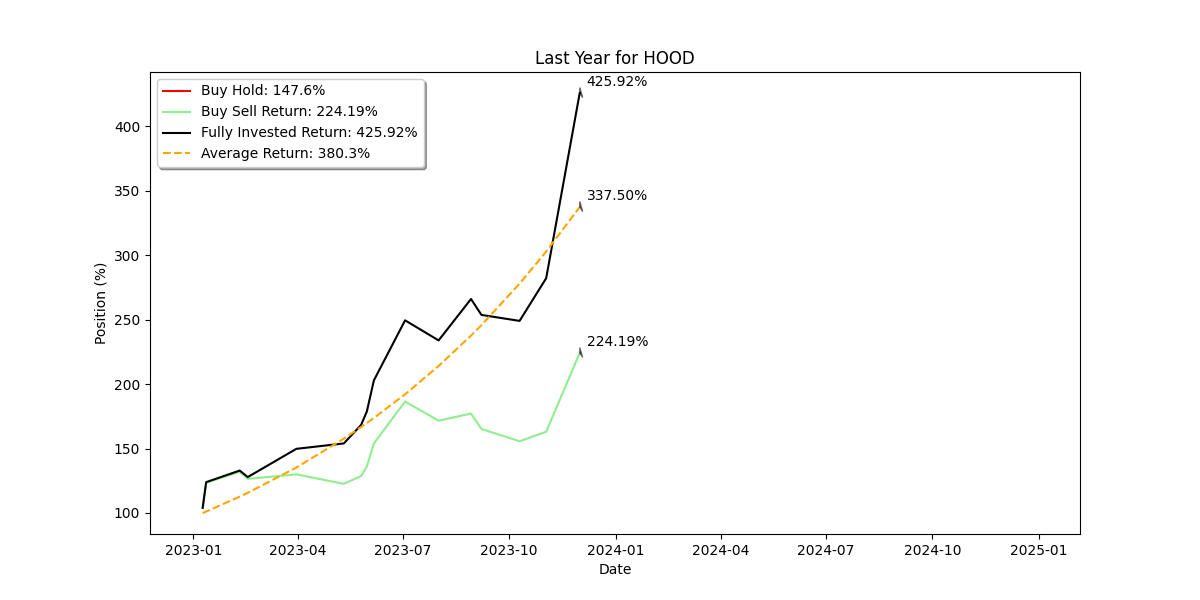 Last Year for HOOD
Buy Hold: 147.6%
Buy Sell Return: 224.19%
Fully Invested Return: 425.92%
Average Return: 380.3%
425.92%
337.50%
224.19%
Position (%)
400
350
300
250
200
150
100
2023-01 2023-04 2023-07 2023-10 2024-01 2024-04 2024-07 2024-10 2025-01
Date